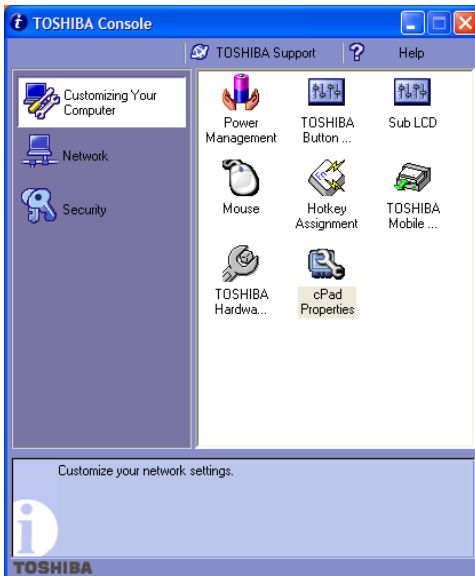 TOSHIBA Console
TOSHIBA Support
Help
Customizing Your
Computer
Network
Security
Power
Management
TOSHIBA
Button ...
Sub LCD
Mouse
Hotkey
Assignment
TOSHIBA
Mobile ...
TOSHIBA
Hardwa...
cPad
Properties
Customize your network settings.
TOSHIBA